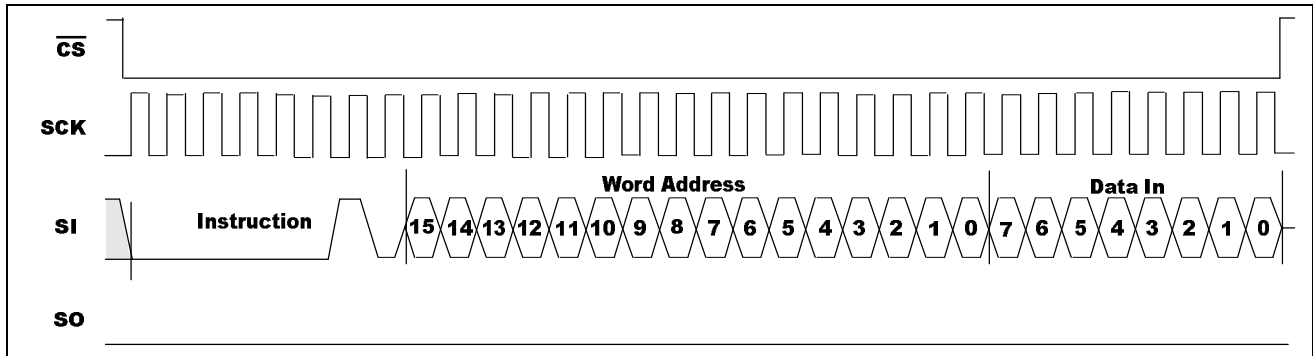 CS
SCK
Word Address
Data In
SI
Instruction
15 14 13 12 11 10 9 8 7 6 5 4 3 2 1 0 7 6 5 4 3 2 1 0
SO